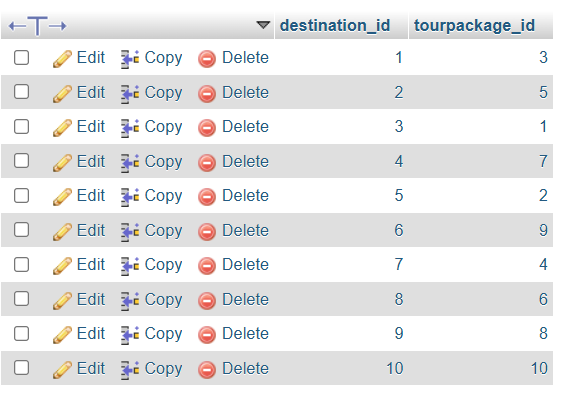 destination_id tourpackage_id
Edit Copy Delete 1 3
Edit Copy Delete 2 5
Edit Copy Delete 3 1
Edit Copy Delete 4 7
Edit Copy Delete 5 2
Edit Copy Delete 6 9
Edit Copy Delete 7 4
Edit Copy Delete 8 6
Edit Copy Delete 9 8
Edit Copy Delete 10 10